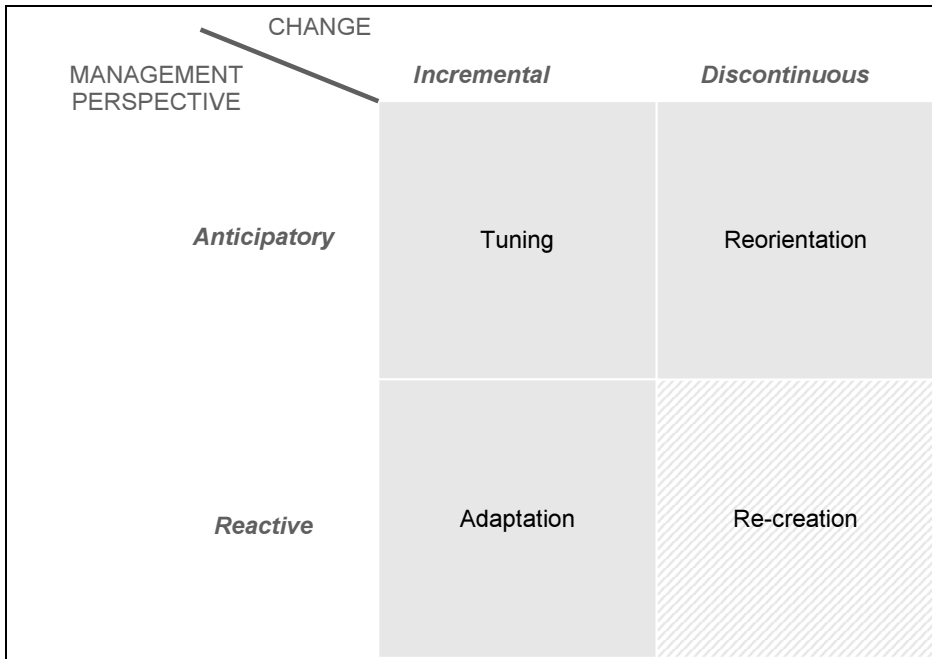 CHANGE
MANAGEMENT
PERSPECTIVE
Incremental
Discontinuous
Anticipatory
Tuning
Reorientation
Reactive
Adaptation
Re-creation